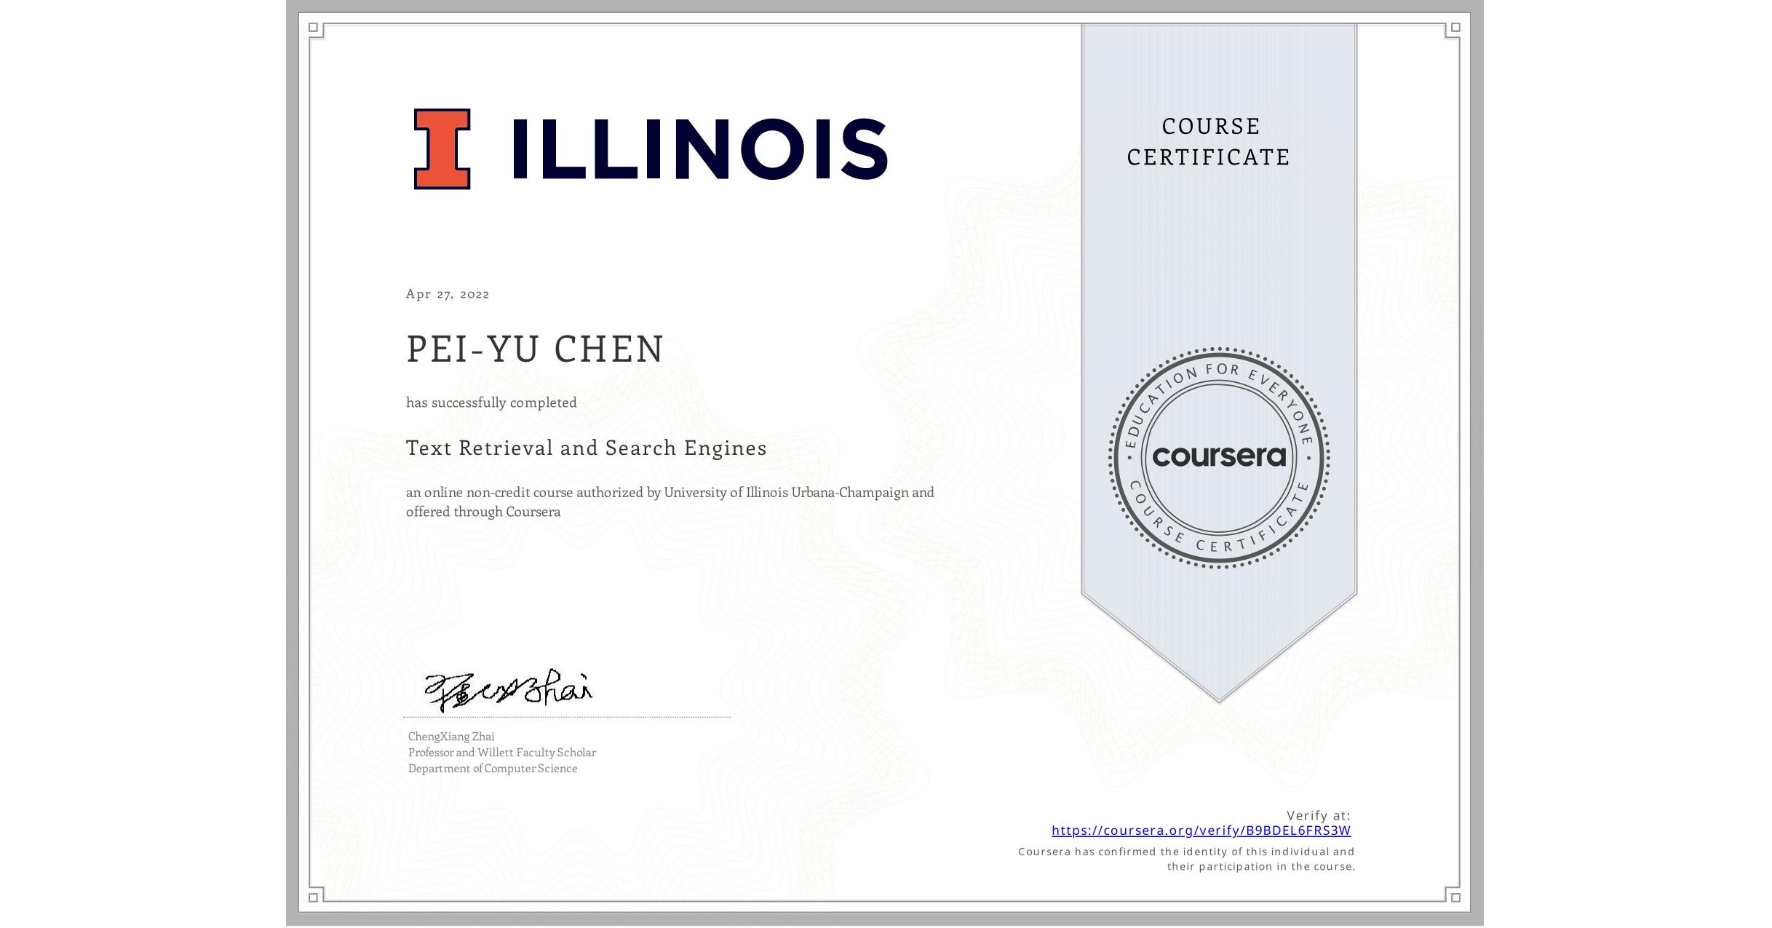 ILLINOIS
COURSE
CERTIFICATE
Apr 27, 2022
PEI-YU CHEN
has successfully completed
Text Retrieval and Search Engines
an online non-credit course authorized by University of Illinois Urbana-Champaign and
offered through Coursera
EDUCATION FOR EVERYONE
coursera
COURSE CERTIFICATE
Zhai
ChengXiang Zhai
Professor and Willett Faculty Scholar
Department of Computer Science
Verify at:
https://coursera.org/verify/B9BDEL6FRS3W
Coursera has confirmed the identity of this individual and
their participation in the course.